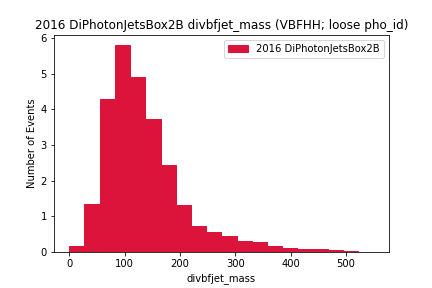 2016 DiPhotonJetsBox2B divbfjet_mass (VBFHH; loose pho_id)
2016 DiPhotonJetsBox2B
Number of Events
6
5
4
3
2
1
0
0 100 200 300 400 500
divbfjet_mass